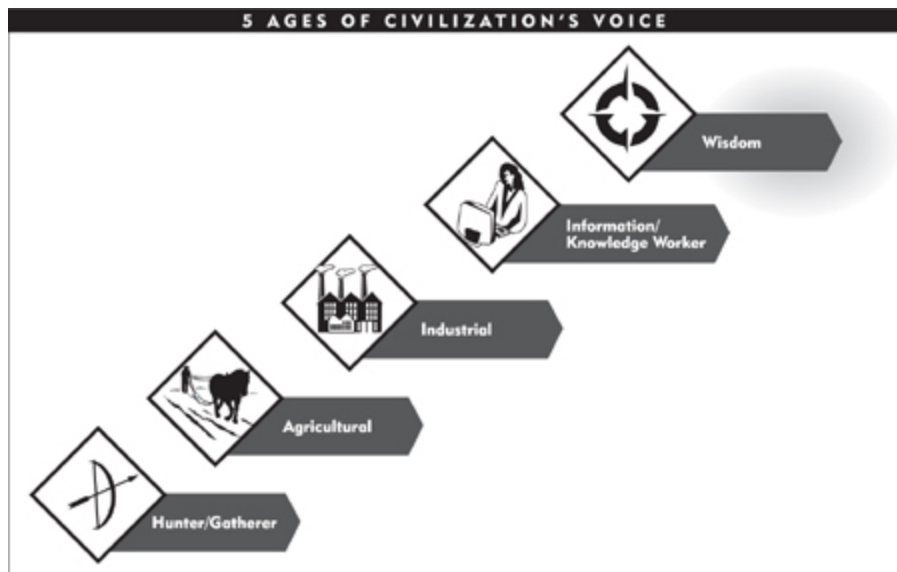 5 AGES OF CIVILIZATION'S VOICE
Wisdom
Information/
Knowledge Worker
Industrial
Agricultural
Hunter/Gatherer